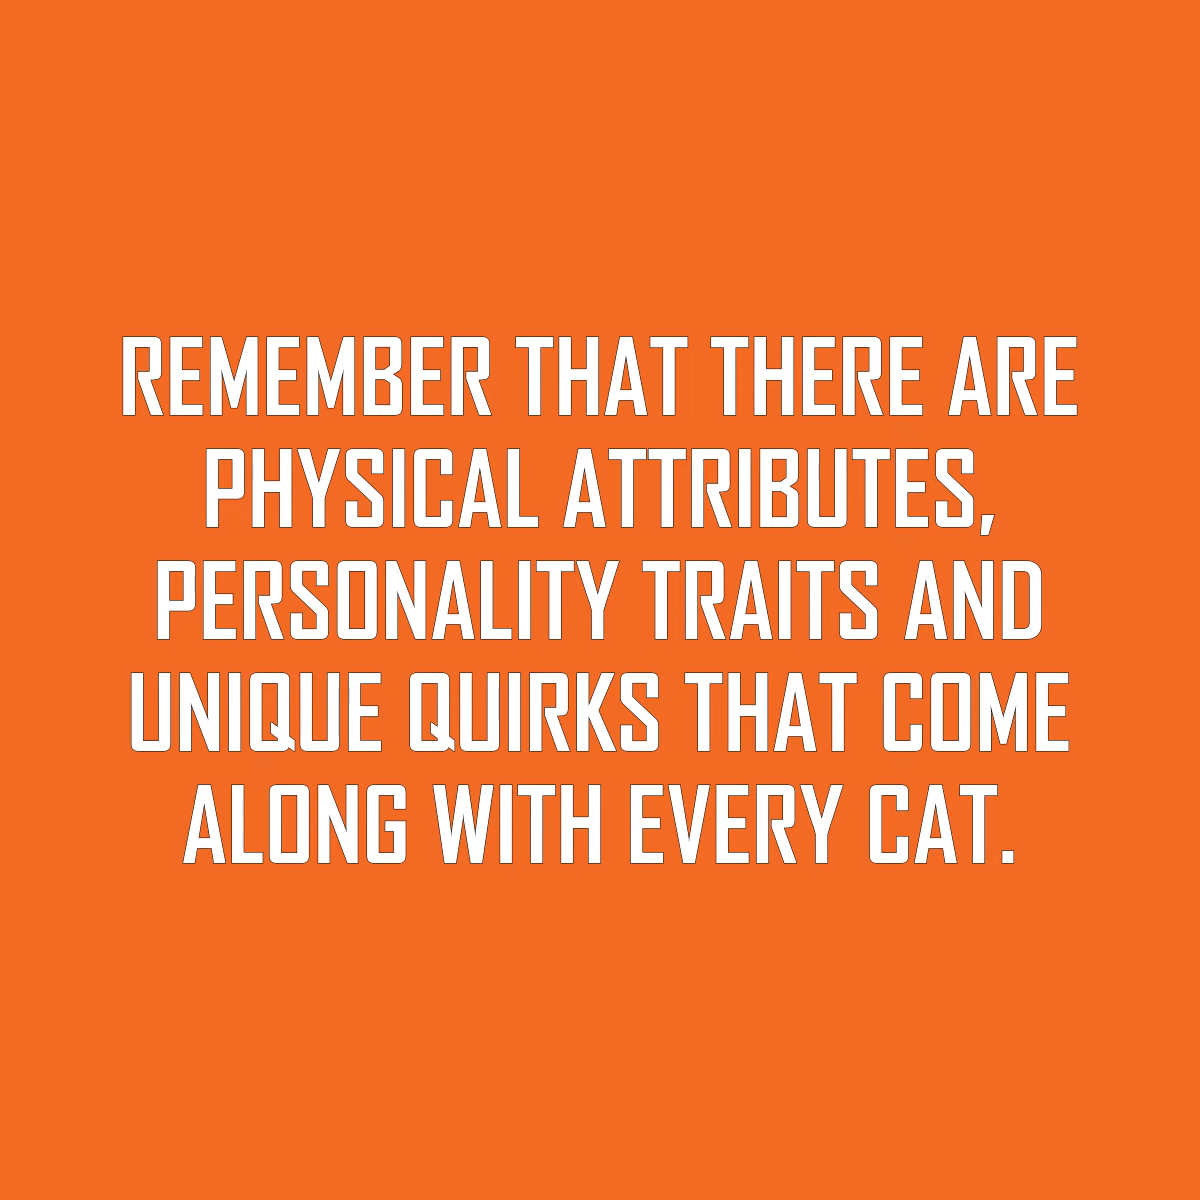 REMEMBER THAT THERE ARE
PHYSICAL ATTRIBUTES,
PERSONALITY TRAITS AND
UNIQUE QUIRKS THAT COME
ALONG WITH EVERY CAT.